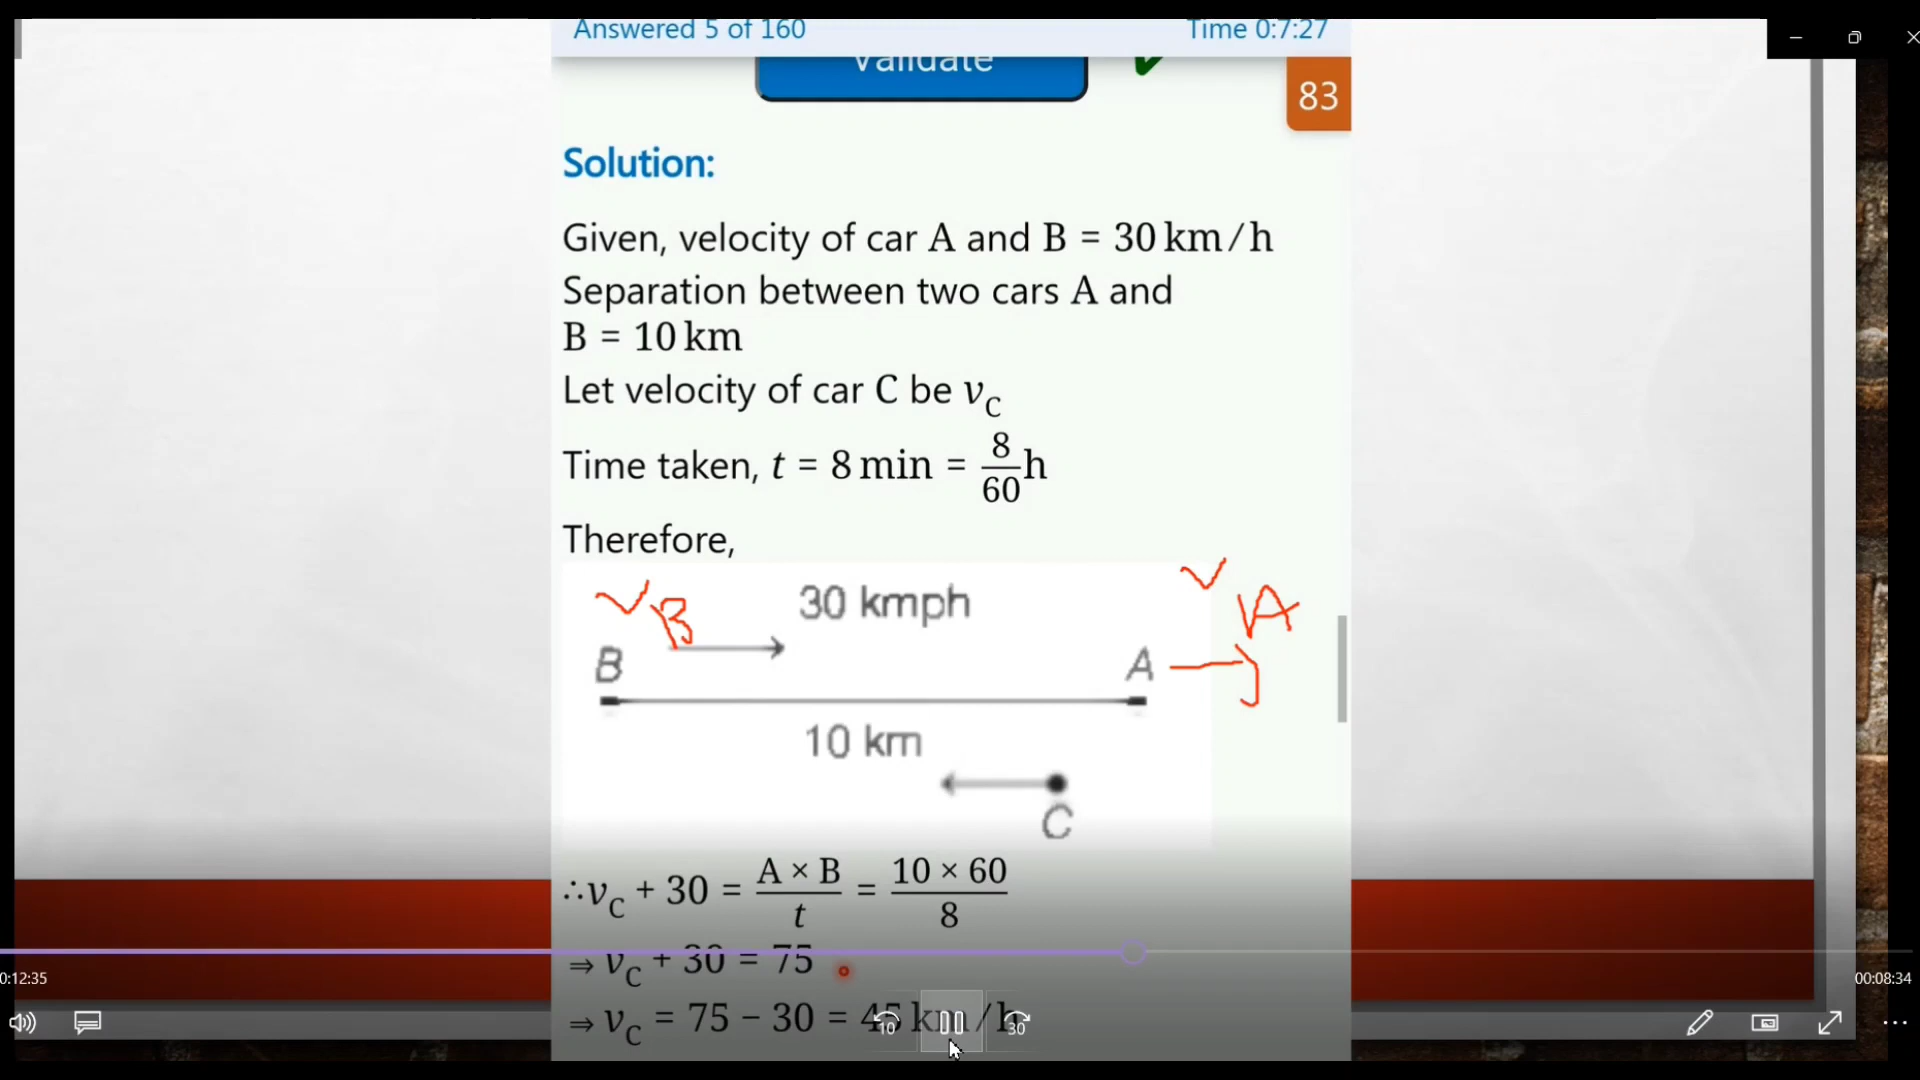 Answered 5 of 160 Time 0:7:27
Validate
83
Solution:
Given, velocity of car A and B = 30 km/h
Separation between two cars A and
B = 10 km
Let velocity of car C be v_C
Time taken, t = 8 min = 8/60 h
Therefore,
V B 30 kmph V A
B A
10 km
C
∴ v_C + 30 = A × B / t = 10 × 60 / 8
⇒ v_C + 30 = 75
⇒ v_C = 75 − 30 = 45 km/h
0:12:35 00:08:34
10 30